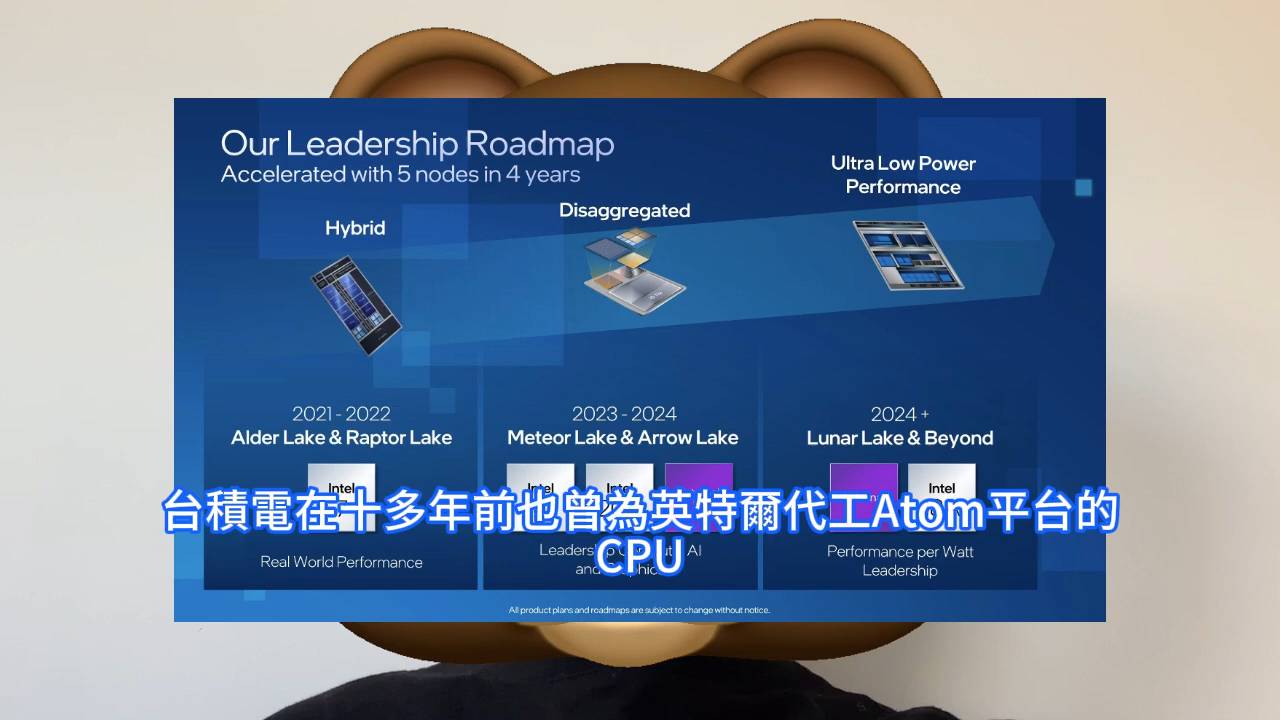 Our Leadership Roadmap
Accelerated with 5 nodes in 4 years
Hybrid
Disaggregated
Ultra Low Power
Performance
2021 - 2022
Alder Lake & Raptor Lake
2023 - 2024
Meteor Lake & Arrow Lake
2024 +
Lunar Lake & Beyond
Intel
Intel
Intel
Intel
台積電在十多年前也曾為英特爾代工Atom平台的
CPU
Real World Performance
Leadership AI
and
Performance per Watt
Leadership
All product plans and roadmaps are subject to change without notice.